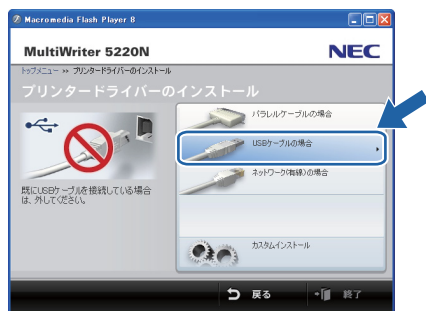 Macromedia Flash Player 8
MultiWriter 5220N
NEC
トップメニュー >> プリンタードライバーのインストール
プリンタードライバーのインストール
パラレルケーブルの場合
USBケーブルの場合
ネットワーク(有線)の場合
既にUSBケーブルを接続している場合
は、外してください。
カスタムインストール
戻る
終了